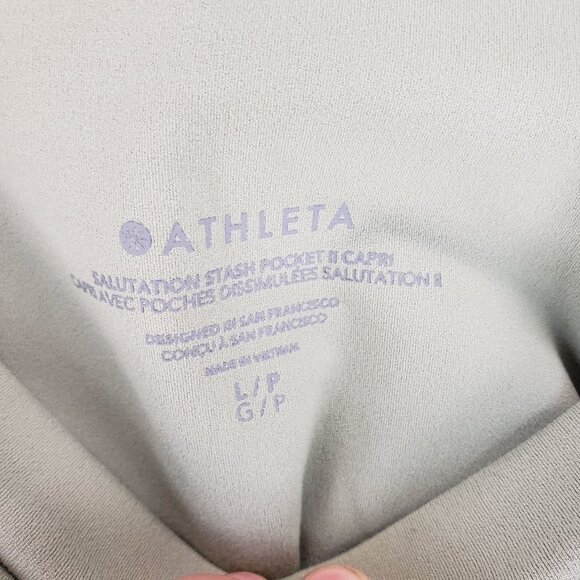 ATHLETA
SALUTATION STASH POCKET II CAPRI
CAPRI AVEC POCHES DISSIMULÉES SALUTATION II
DESIGNED IN SAN FRANCISCO
CONÇU À SAN FRANCISCO
MADE IN VIETNAM
L/P
G/P